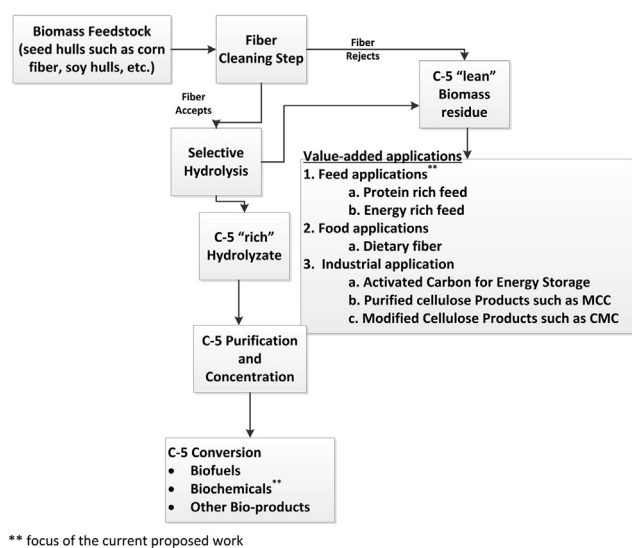 Biomass Feedstock
(seed hulls such as corn
fiber, soy hulls, etc.)
Fiber
Cleaning Step
Fiber
Rejects
C-5 “lean”
Biomass
residue
Fiber
Accepts
Selective
Hydrolysis
Value-added applications
1. Feed applications**
a. Protein rich feed
b. Energy rich feed
2. Food applications
a. Dietary fiber
3. Industrial application
a. Activated Carbon for Energy Storage
b. Purified cellulose Products such as MCC
c. Modified Cellulose Products such as CMC
C-5 “rich”
Hydrolyzate
C-5 Purification
and
Concentration
C-5 Conversion
• Biofuels
• Biochemicals**
• Other Bio-products
** focus of the current proposed work